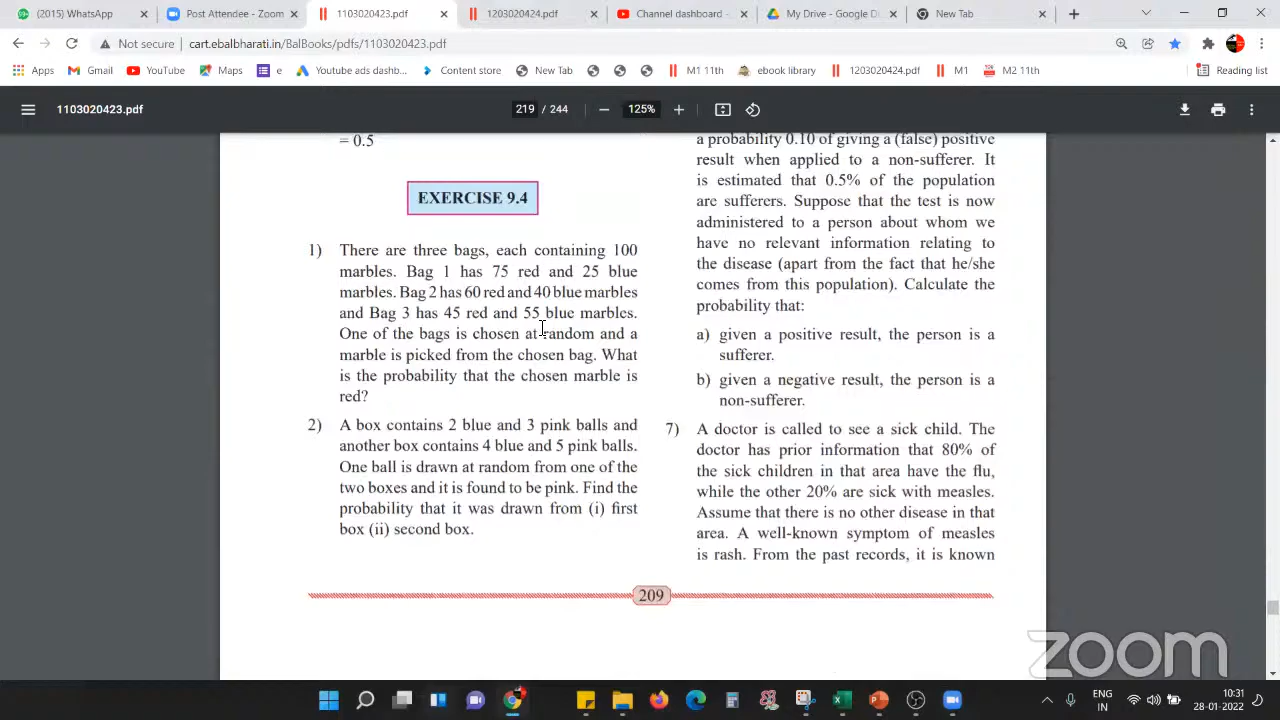 (2015) WhatsApp
Post Attendee - Zoom
1103020423.pdf
1202020424.pdf
Channel dashboard -
My Drive - Google D
New Tab
Not secure | cart.ebalbharati.in/BalBooks/pdfs/1103020423.pdf
Apps
Gmail
YouTube
Maps
e
Youtube ads dashb...
Content store
New Tab
M1 11th
ebook library
1203020424.pdf
M1
M2 11th
Reading list
1103020423.pdf
219 / 244
125%
= 0.5
EXERCISE 9.4
1) There are three bags, each containing 100
marbles. Bag 1 has 75 red and 25 blue
marbles. Bag 2 has 60 red and 40 blue marbles
and Bag 3 has 45 red and 55 blue marbles.
One of the bags is chosen at random and a
marble is picked from the chosen bag. What
is the probability that the chosen marble is
red?
2) A box contains 2 blue and 3 pink balls and
another box contains 4 blue and 5 pink balls.
One ball is drawn at random from one of the
two boxes and it is found to be pink. Find the
probability that it was drawn from (i) first
box (ii) second box.
a probability 0.10 of giving a (false) positive
result when applied to a non-sufferer. It
is estimated that 0.5% of the population
are sufferers. Suppose that the test is now
administered to a person about whom we
have no relevant information relating to
the disease (apart from the fact that he/she
comes from this population). Calculate the
probability that:
a) given a positive result, the person is a
sufferer.
b) given a negative result, the person is a
non-sufferer.
7) A doctor is called to see a sick child. The
doctor has prior information that 80% of
the sick children in that area have the flu,
while the other 20% are sick with measles.
Assume that there is no other disease in that
area. A well-known symptom of measles
is rash. From the past records, it is known
209
zoom
ENG
IN
10:31
28-01-2022